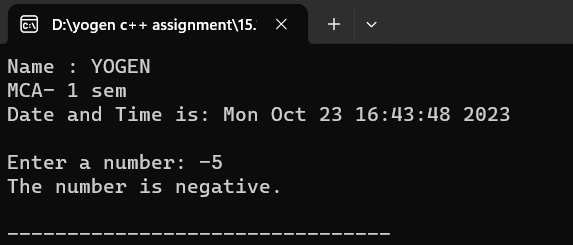 D:\yogen c++ assignment\15.
Name : YOGEN
MCA- 1 sem
Date and Time is: Mon Oct 23 16:43:48 2023
Enter a number: -5
The number is negative.
--------------------------------